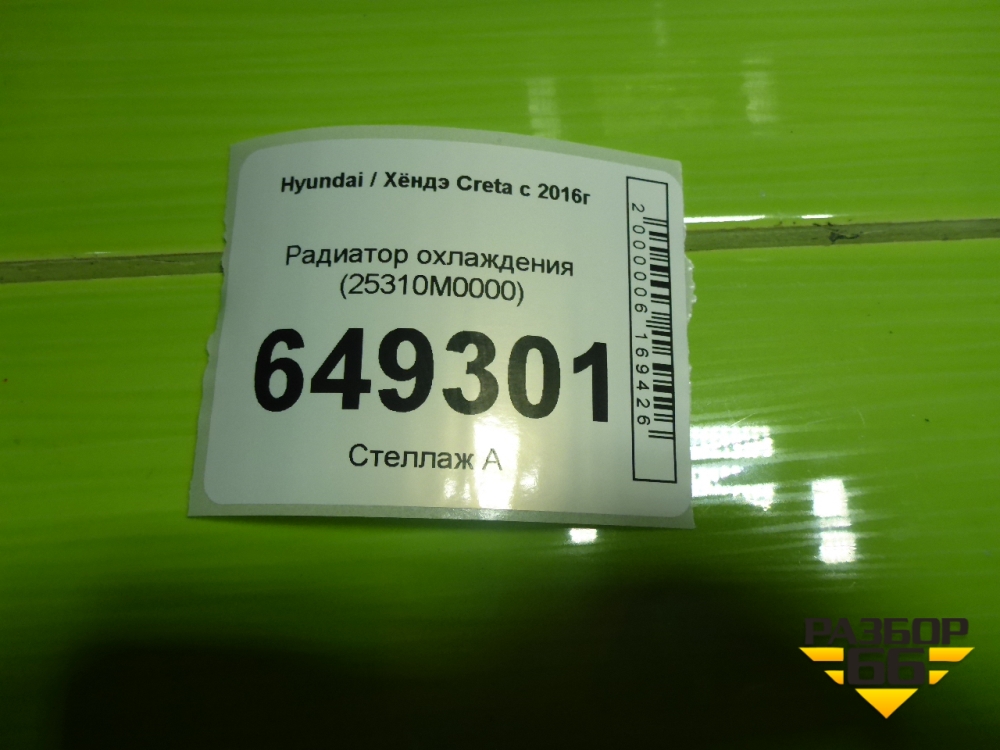 Hyundai / Хёндэ Creta с 2016г
Радиатор охлаждения
(25310M0000)
649301
Стеллаж А
2 000006 169426
РАЗБОР
66